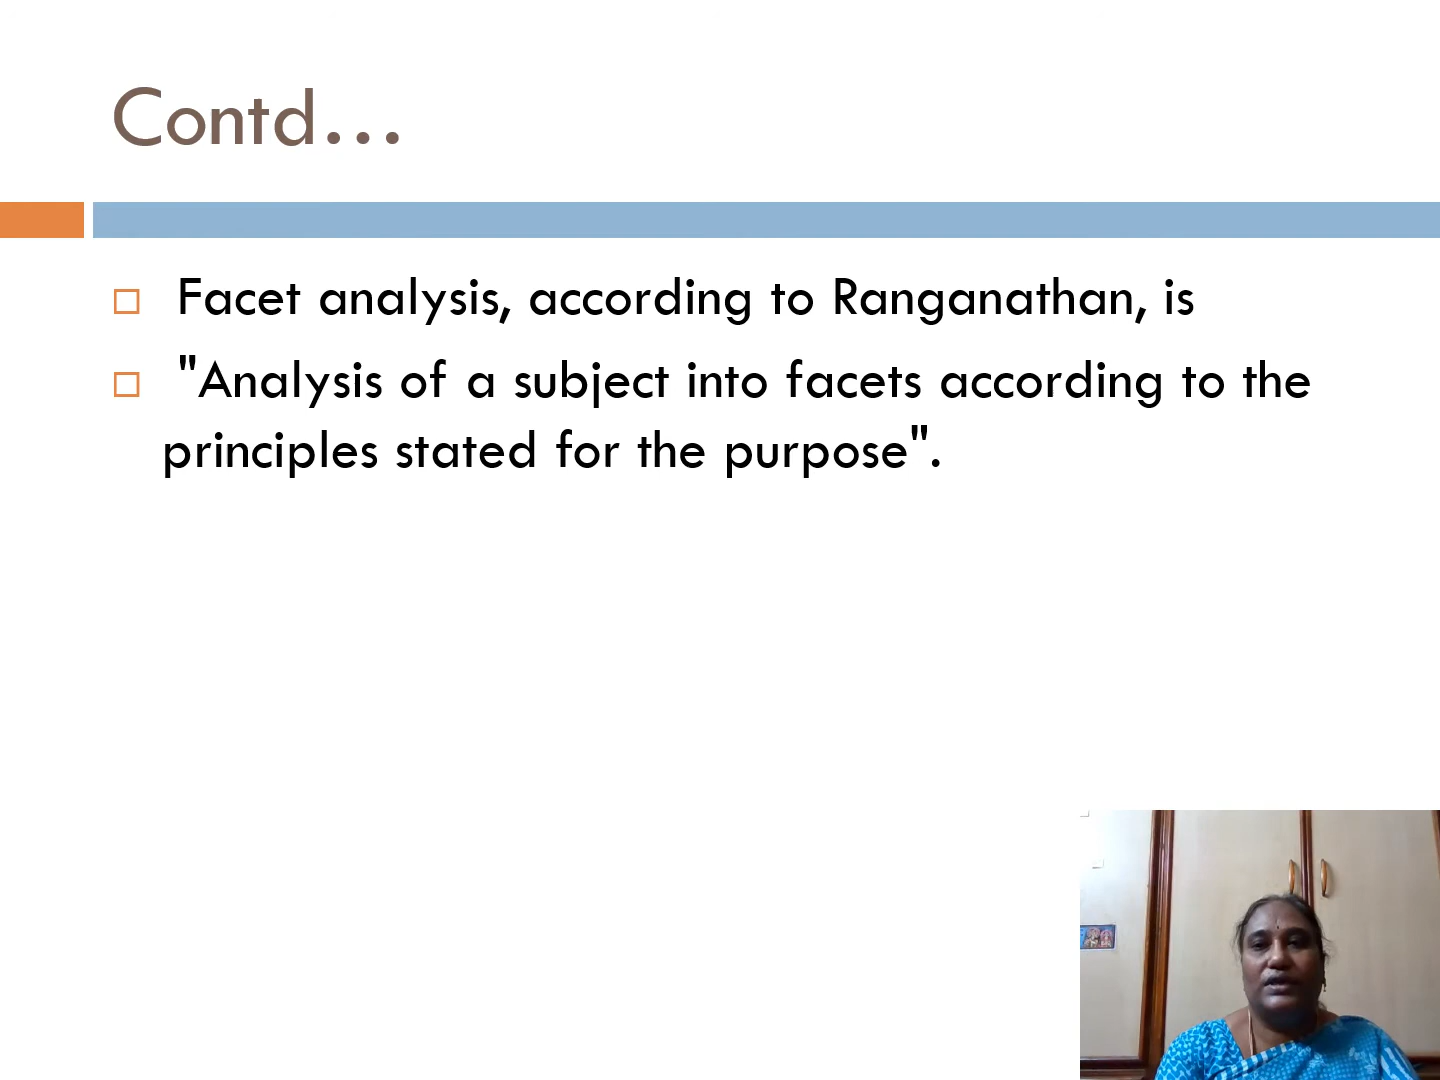 Contd...
Facet analysis, according to Ranganathan, is
"Analysis of a subject into facets according to the
principles stated for the purpose".